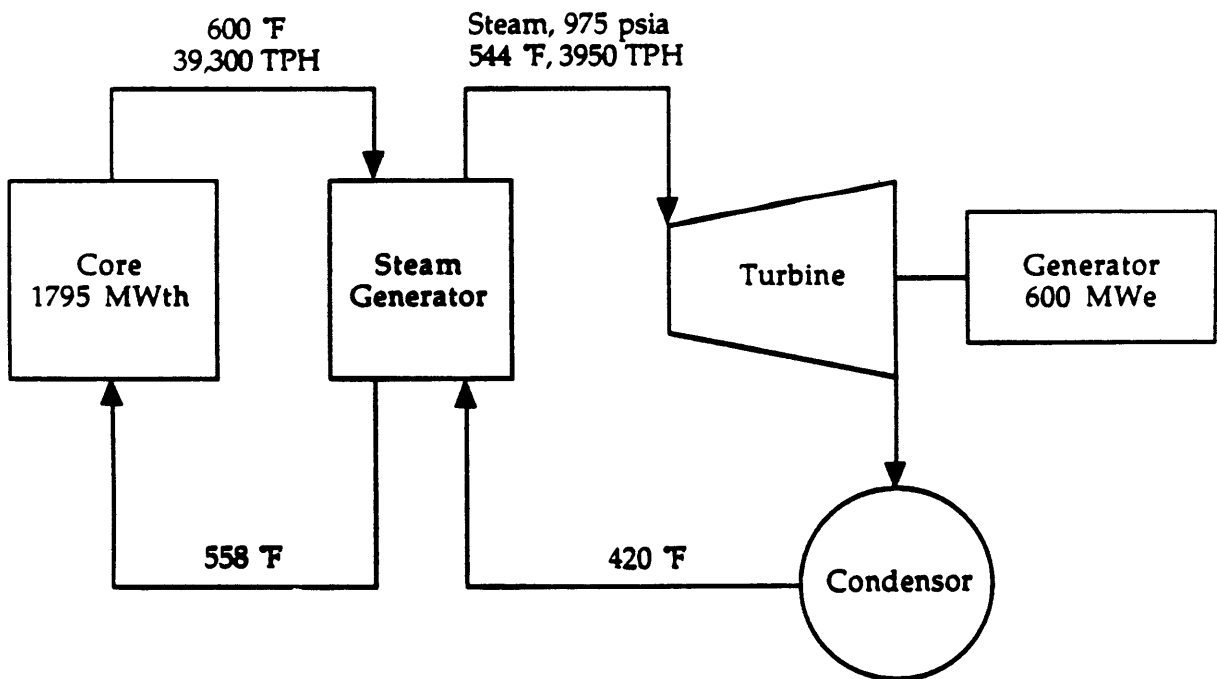 600 °F
39,300 TPH
Steam, 975 psia
544 °F, 3950 TPH
Core
1795 MWth
Steam
Generator
Turbine
Generator
600 MWe
558 °F
420 °F
Condensor